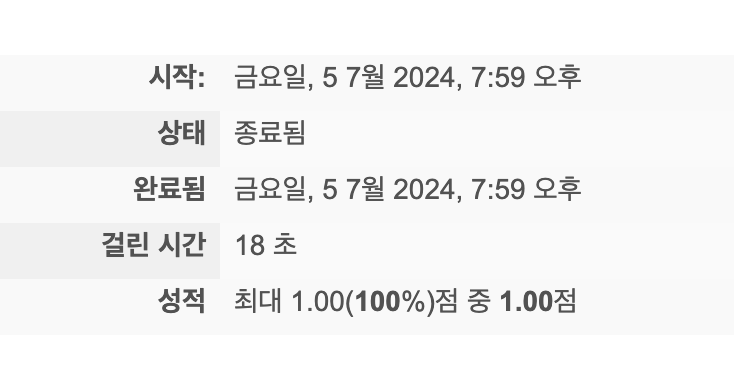 시작: 금요일, 5 7월 2024, 7:59 오후
상태 종료됨
완료됨 금요일, 5 7월 2024, 7:59 오후
걸린 시간 18 초
성적 최대 1.00(100%)점 중 1.00점